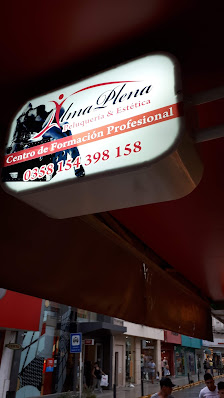 Alma Plena
Peluquería & Estética
Centro de Formación Profesional
0358 154 398 158